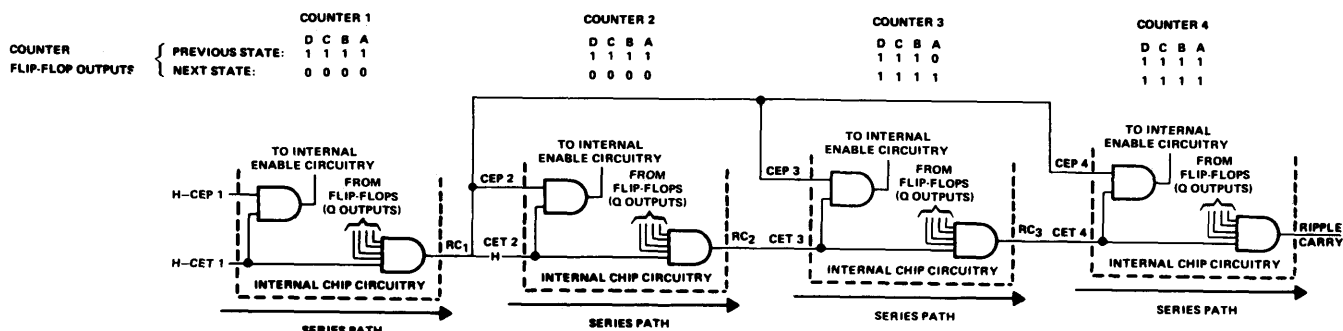 COUNTER 1
D C B A
COUNTER FLIP-FLOP OUTPUTS
PREVIOUS STATE: 1 1 1 1
NEXT STATE: 0 0 0 0
COUNTER 2
D C B A
1 1 1 1
0 0 0 0
COUNTER 3
D C B A
1 1 1 0
1 1 1 1
COUNTER 4
D C B A
1 1 1 1
1 1 1 1
TO INTERNAL
ENABLE CIRCUITRY
FROM
FLIP-FLOPS
(Q OUTPUTS)
H–CEP 1
H–CET 1
INTERNAL CHIP CIRCUITRY
SERIES PATH
RC1
CEP 2
CET 2
H
TO INTERNAL
ENABLE CIRCUITRY
FROM
FLIP-FLOPS
(Q OUTPUTS)
INTERNAL CHIP CIRCUITRY
SERIES PATH
RC2
CEP 3
CET 3
TO INTERNAL
ENABLE CIRCUITRY
FROM
FLIP-FLOPS
(Q OUTPUTS)
INTERNAL CHIP CIRCUITRY
SERIES PATH
RC3
CEP 4
CET 4
TO INTERNAL
ENABLE CIRCUITRY
FROM
FLIP-FLOPS
(Q OUTPUTS)
INTERNAL CHIP CIRCUITRY
SERIES PATH
RIPPLE
CARRY